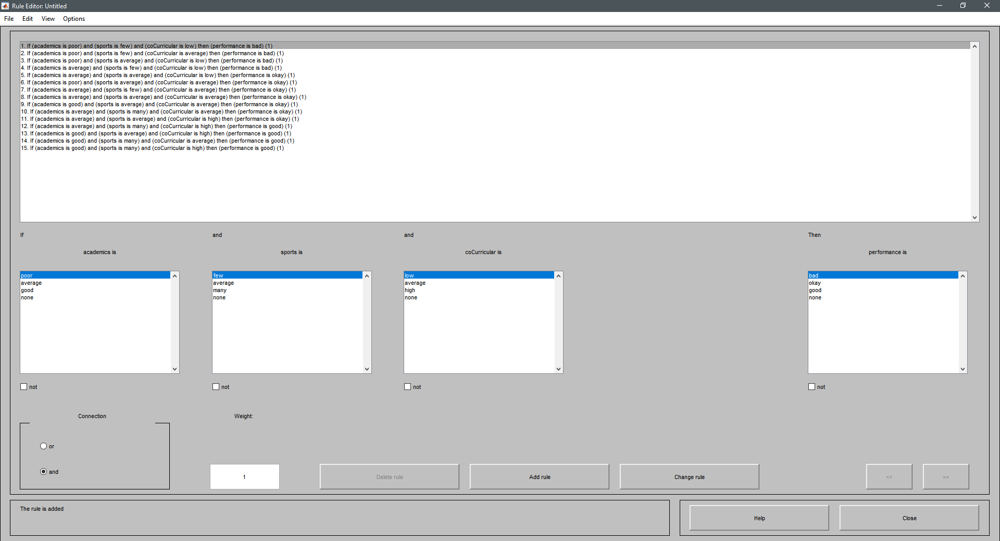 Rule Editor: Untitled
File Edit View Options
1. If (academics is poor) and (sports is few) and (coCurricular is low) then (performance is bad) (1)
2. If (academics is poor) and (sports is few) and (coCurricular is average) then (performance is bad) (1)
3. If (academics is poor) and (sports is average) and (coCurricular is low) then (performance is bad) (1)
4. If (academics is average) and (sports is few) and (coCurricular is low) then (performance is bad) (1)
5. If (academics is average) and (sports is average) and (coCurricular is low) then (performance is okay) (1)
6. If (academics is poor) and (sports is average) and (coCurricular is average) then (performance is okay) (1)
7. If (academics is average) and (sports is few) and (coCurricular is average) then (performance is okay) (1)
8. If (academics is average) and (sports is average) and (coCurricular is average) then (performance is okay) (1)
9. If (academics is good) and (sports is average) and (coCurricular is average) then (performance is okay) (1)
10. If (academics is average) and (sports is many) and (coCurricular is average) then (performance is okay) (1)
11. If (academics is average) and (sports is average) and (coCurricular is high) then (performance is okay) (1)
12. If (academics is average) and (sports is many) and (coCurricular is high) then (performance is good) (1)
13. If (academics is good) and (sports is average) and (coCurricular is high) then (performance is good) (1)
14. If (academics is good) and (sports is many) and (coCurricular is average) then (performance is good) (1)
15. If (academics is good) and (sports is many) and (coCurricular is high) then (performance is good) (1)
If and and Then
academics is sports is coCurricular is performance is
poor few low bad
average average average okay
good many high good
none none none none
not not not not
Connection Weight:
or
and
1 Delete rule Add rule Change rule << >>
The rule is added
Help Close